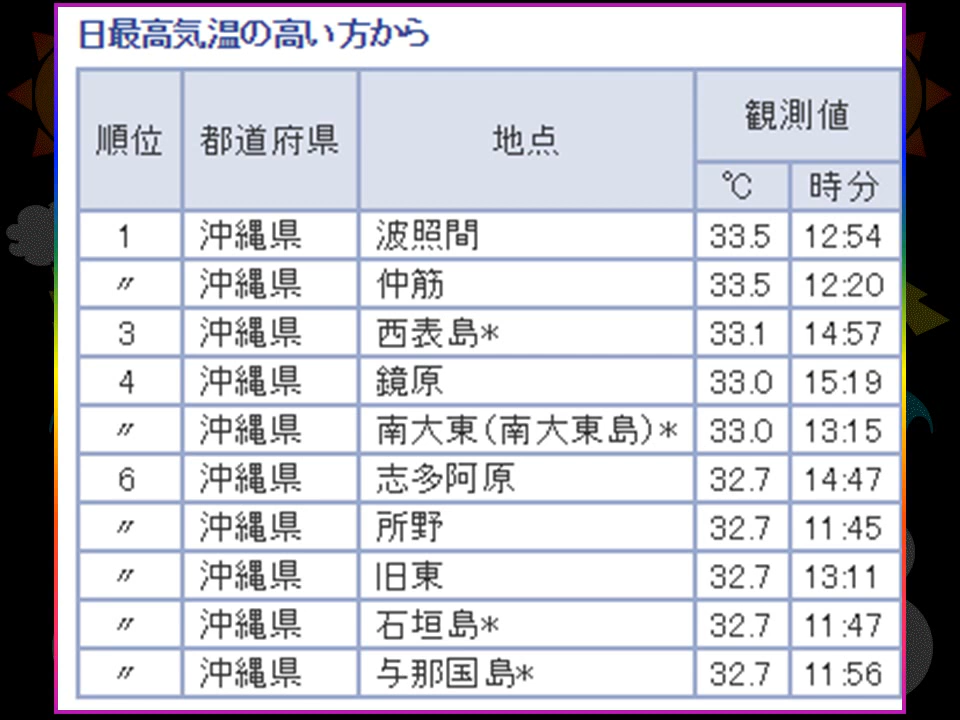 日最高気温の高い方から
順位 都道府県 地点 観測値
℃ 時分
1 沖縄県 波照間 33.5 12:54
〃 沖縄県 仲筋 33.5 12:20
3 沖縄県 西表島* 33.1 14:57
4 沖縄県 鏡原 33.0 15:19
〃 沖縄県 南大東(南大東島)* 33.0 13:15
6 沖縄県 志多阿原 32.7 14:47
〃 沖縄県 所野 32.7 11:45
〃 沖縄県 旧東 32.7 13:11
〃 沖縄県 石垣島* 32.7 11:47
〃 沖縄県 与那国島* 32.7 11:56